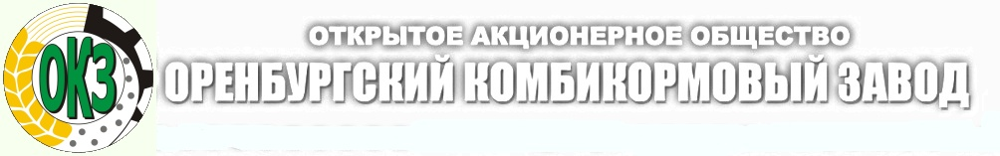 ОКЗ
ОТКРЫТОЕ АКЦИОНЕРНОЕ ОБЩЕСТВО
ОРЕНБУРГСКИЙ КОМБИКОРМОВЫЙ ЗАВОД